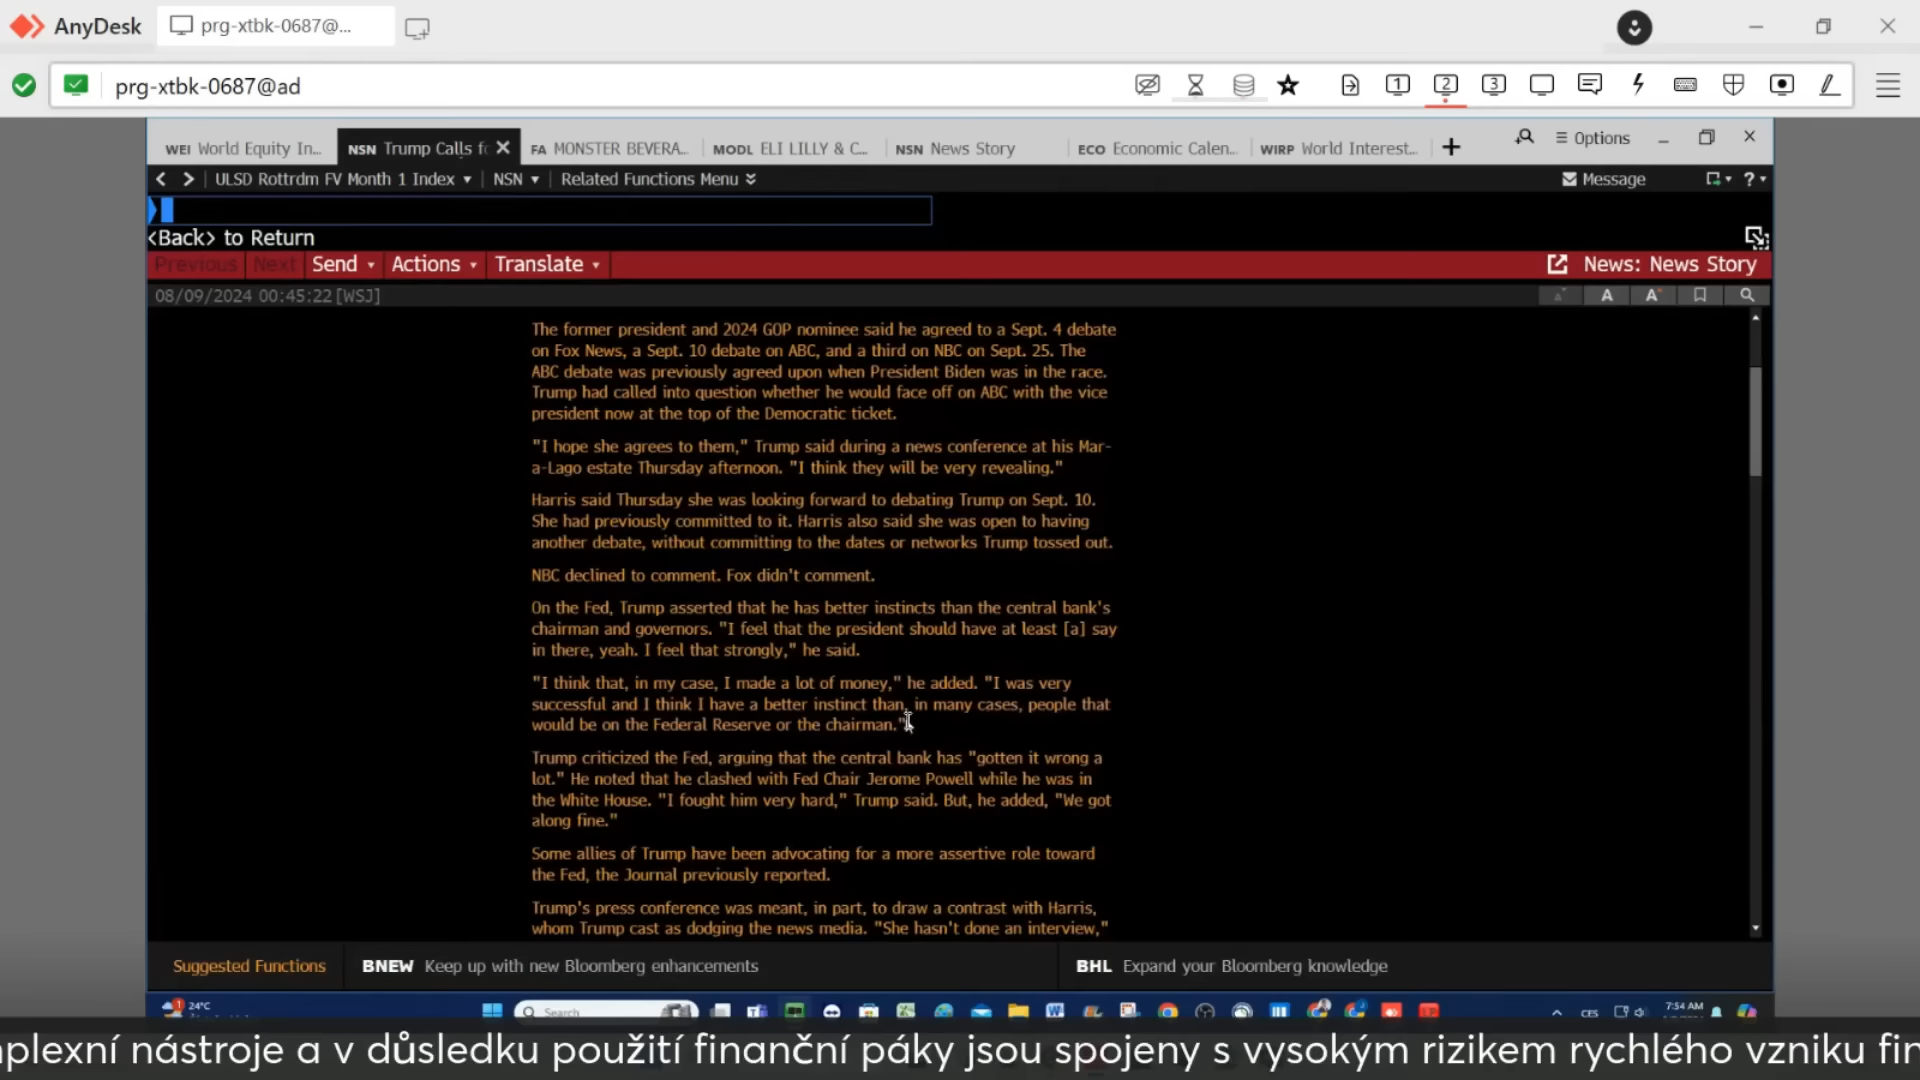 AnyDesk
prg-xtbk-0687@...
prg-xtbk-0687@ad
1 2 3
WEI World Equity In...
NSN Trump Calls fo
FA MONSTER BEVERA...
MODL ELI LILLY & C...
NSN News Story
ECO Economic Calen...
WIRP World Interest...
Options
ULSD Rottrdm FV Month 1 Index
NSN
Related Functions Menu
Message
?
<Back> to Return
Previous Next Send Actions Translate
News: News Story
08/09/2024 00:45:22 [WSJ]
A A A
The former president and 2024 GOP nominee said he agreed to a Sept. 4 debate
on Fox News, a Sept. 10 debate on ABC, and a third on NBC on Sept. 25. The
ABC debate was previously agreed upon when President Biden was in the race.
Trump had called into question whether he would face off on ABC with the vice
president now at the top of the Democratic ticket.
"I hope she agrees to them," Trump said during a news conference at his Mar-
a-Lago estate Thursday afternoon. "I think they will be very revealing."
Harris said Thursday she was looking forward to debating Trump on Sept. 10.
She had previously committed to it. Harris also said she was open to having
another debate, without committing to the dates or networks Trump tossed out.
NBC declined to comment. Fox didn't comment.
On the Fed, Trump asserted that he has better instincts than the central bank's
chairman and governors. "I feel that the president should have at least [a] say
in there, yeah. I feel that strongly," he said.
"I think that, in my case, I made a lot of money," he added. "I was very
successful and I think I have a better instinct than, in many cases, people that
would be on the Federal Reserve or the chairman."
Trump criticized the Fed, arguing that the central bank has "gotten it wrong a
lot." He noted that he clashed with Fed Chair Jerome Powell while he was in
the White House. "I fought him very hard," Trump said. But, he added, "We got
along fine."
Some allies of Trump have been advocating for a more assertive role toward
the Fed, the Journal previously reported.
Trump's press conference was meant, in part, to draw a contrast with Harris,
whom Trump cast as dodging the news media. "She hasn't done an interview,"
Suggested Functions
BNEW Keep up with new Bloomberg enhancements
BHL Expand your Bloomberg knowledge
24°C
Search
CES
7:54 AM
mplexní nástroje a v důsledku použití finanční páky jsou spojeny s vysokým rizikem rychlého vzniku fin